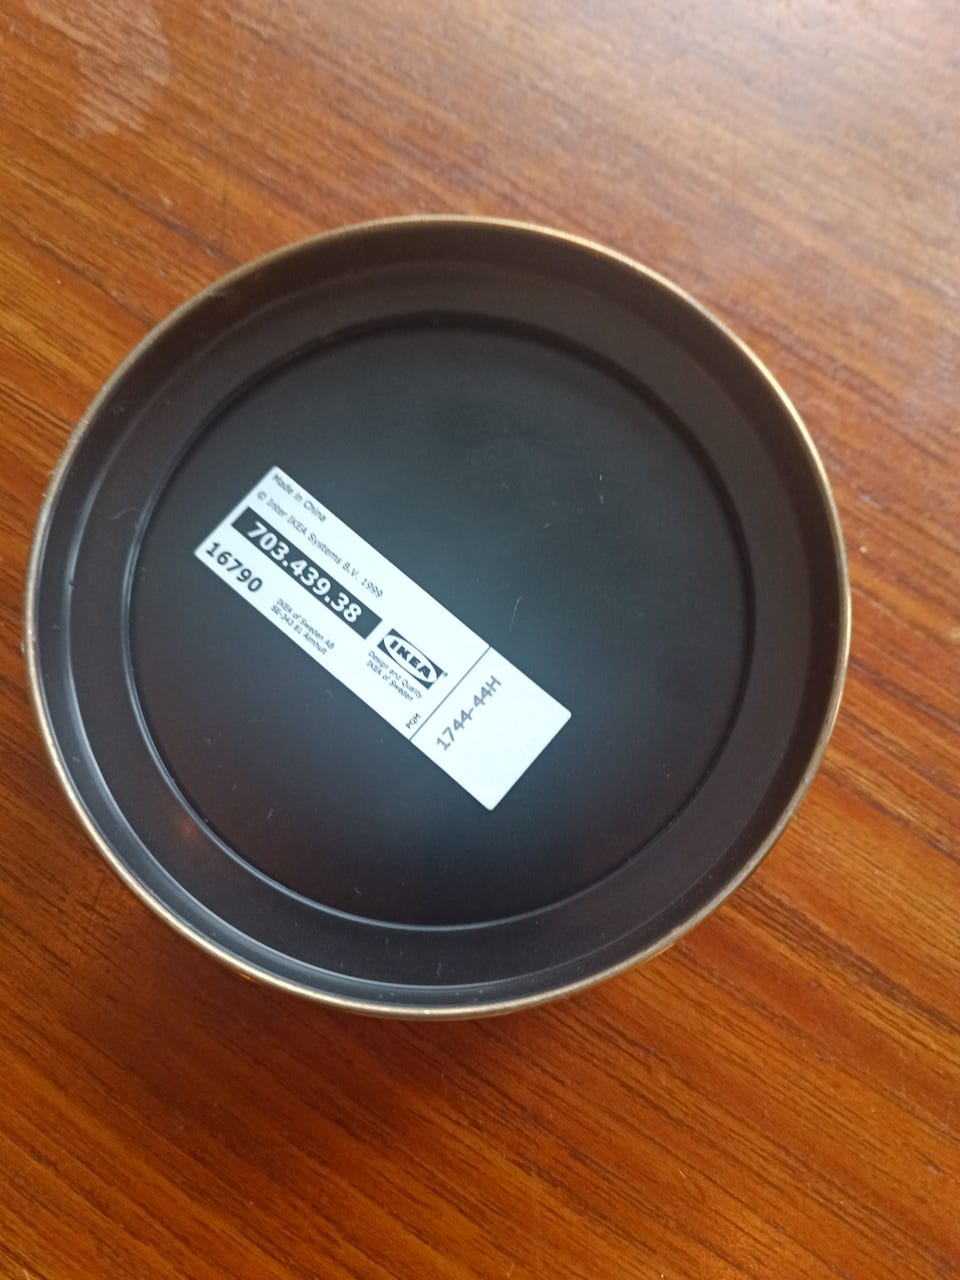 Made in China
© Inter IKEA Systems B.V. 1999
703.439.38
16790
IKEA of Sweden AB
SE-343 81 Älmhult
IKEA®
Design and Quality
IKEA of Sweden
PQM
1744-44H